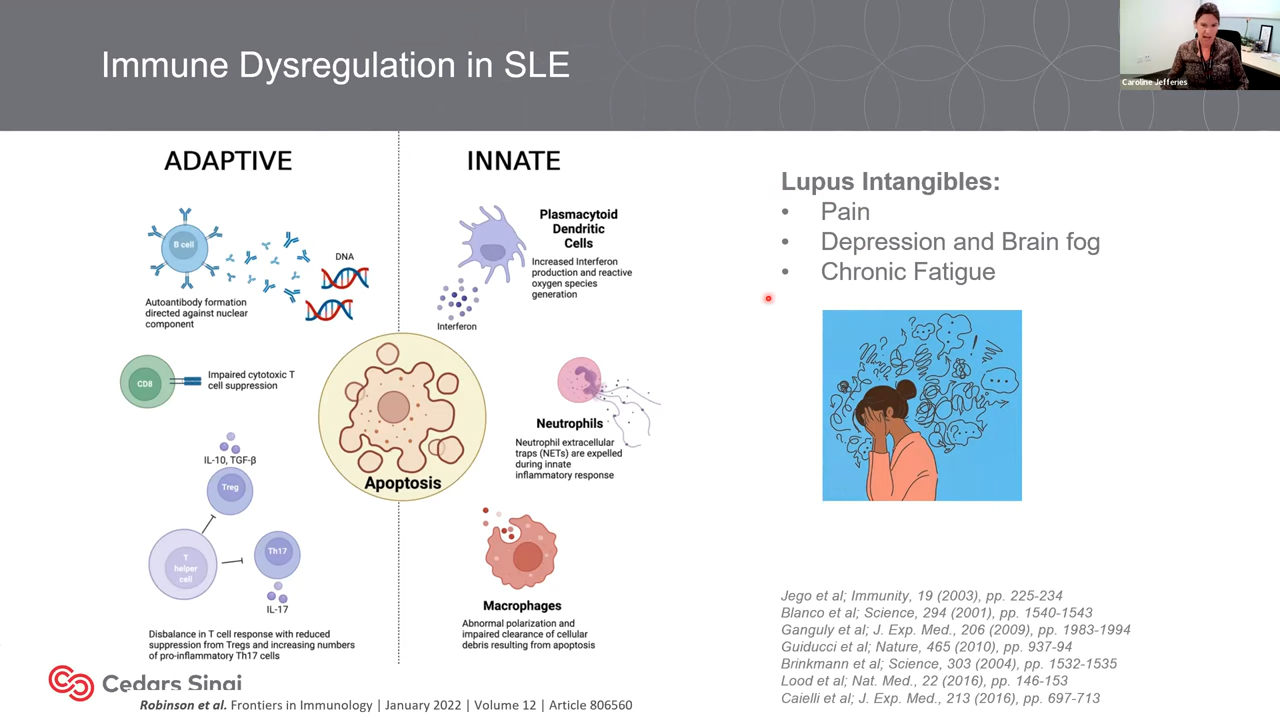 Immune Dysregulation in SLE
Caroline Jefferies
ADAPTIVE
INNATE
B cell
DNA
Autoantibody formation
directed against nuclear
component
CD8
Impaired cytotoxic T
cell suppression
IL-10, TGF-β
Treg
T
helper
cell
Th17
IL-17
Disbalance in T cell response with reduced
suppression from Tregs and increasing numbers
of pro-inflammatory Th17 cells
Apoptosis
Plasmacytoid
Dendritic
Cells
Increased Interferon
production and reactive
oxygen species
generation
Interferon
Neutrophils
Neutrophil extracellular
traps (NETs) are expelled
during innate
inflammatory response
Macrophages
Abnormal polarization and
impaired clearance of cellular
debris resulting from apoptosis
Lupus Intangibles:
• Pain
• Depression and Brain fog
• Chronic Fatigue
Jego et al; Immunity, 19 (2003), pp. 225-234
Blanco et al; Science, 294 (2001), pp. 1540-1543
Ganguly et al; J. Exp. Med., 206 (2009), pp. 1983-1994
Guiducci et al; Nature, 465 (2010), pp. 937-94
Brinkmann et al; Science, 303 (2004), pp. 1532-1535
Lood et al; Nat. Med., 22 (2016), pp. 146-153
Caielli et al; J. Exp. Med., 213 (2016), pp. 697-713
Cedars Sinai
Robinson et al. Frontiers in Immunology | January 2022 | Volume 12 | Article 806560